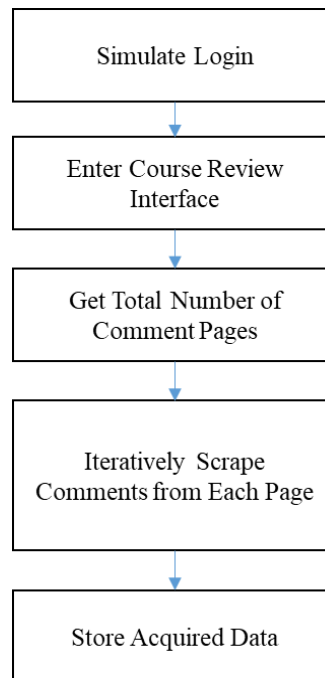 Simulate Login
Enter Course Review
Interface
Get Total Number of
Comment Pages
Iteratively Scrape
Comments from Each Page
Store Acquired Data